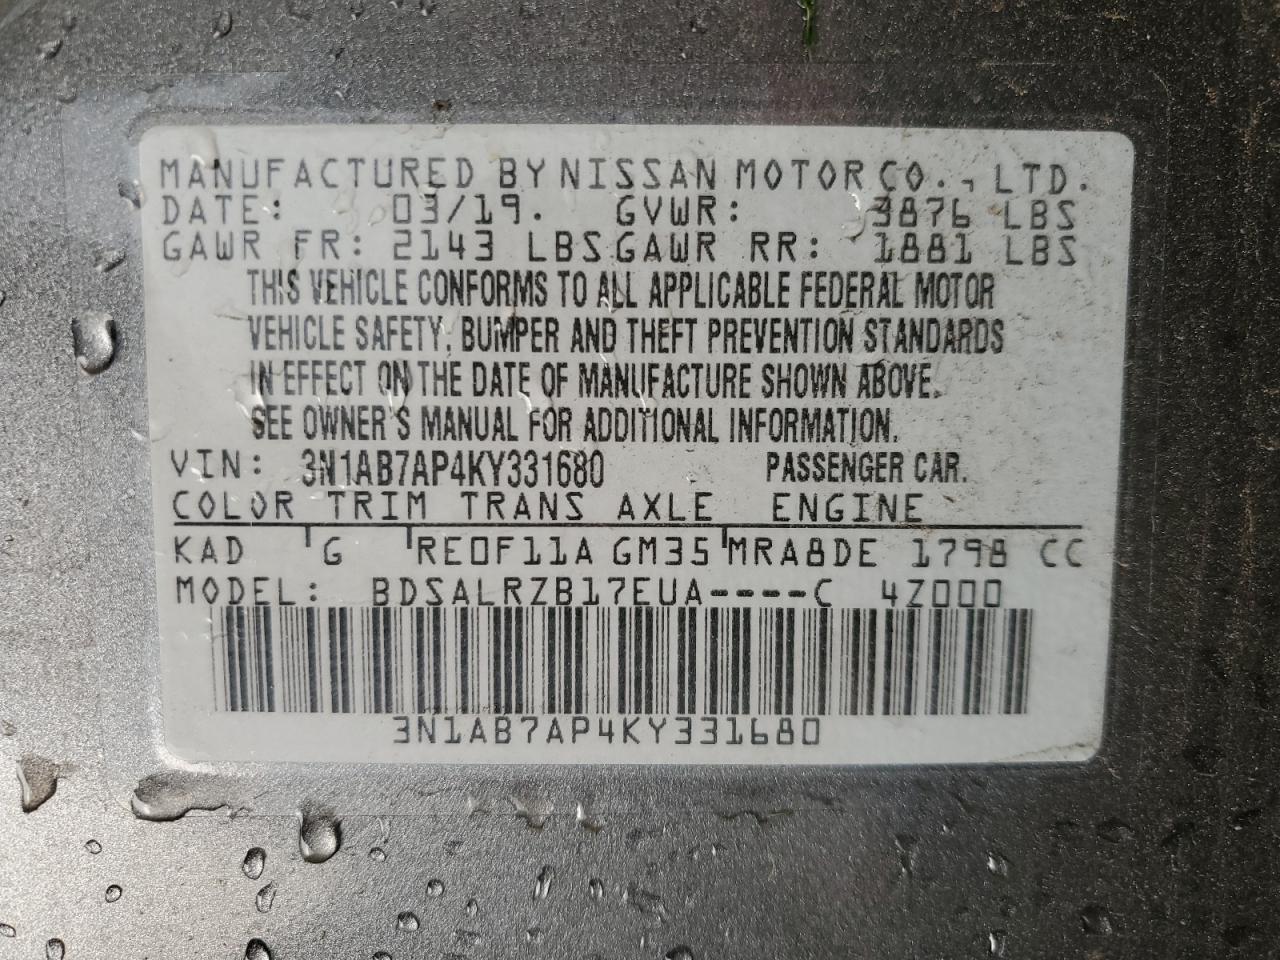 MANUFACTURED BY NISSAN MOTOR CO., LTD.
DATE: 03/19. GVWR: 3876 LBS
GAWR FR: 2143 LBS GAWR RR: 1881 LBS
THIS VEHICLE CONFORMS TO ALL APPLICABLE FEDERAL MOTOR
VEHICLE SAFETY, BUMPER AND THEFT PREVENTION STANDARDS
IN EFFECT ON THE DATE OF MANUFACTURE SHOWN ABOVE.
SEE OWNER'S MANUAL FOR ADDITIONAL INFORMATION.
VIN: 3N1AB7AP4KY331680 PASSENGER CAR.
COLOR TRIM TRANS AXLE ENGINE
KAD G RE0F11A GM35 MRA8DE 1798 CC
MODEL: BDSALRZB17EUA----C 4Z000
3N1AB7AP4KY331680